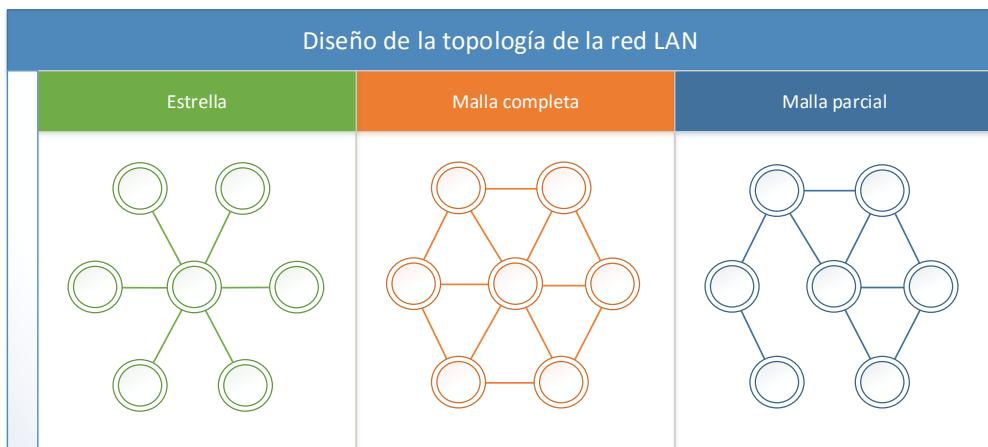 Diseño de la topología de la red LAN
Estrella
Malla completa
Malla parcial